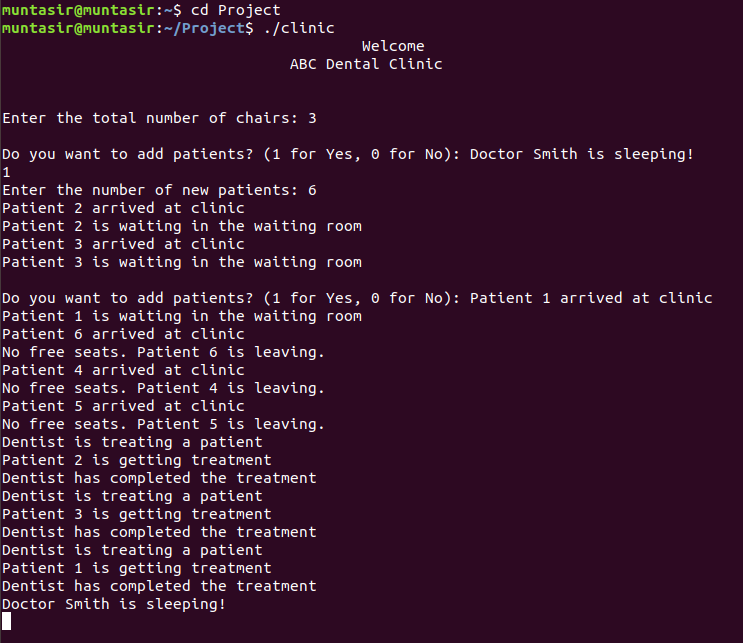 muntasir@muntasir:~$ cd Project
muntasir@muntasir:~/Project$ ./clinic
Welcome
ABC Dental Clinic
Enter the total number of chairs: 3
Do you want to add patients? (1 for Yes, 0 for No): Doctor Smith is sleeping!
1
Enter the number of new patients: 6
Patient 2 arrived at clinic
Patient 2 is waiting in the waiting room
Patient 3 arrived at clinic
Patient 3 is waiting in the waiting room
Do you want to add patients? (1 for Yes, 0 for No): Patient 1 arrived at clinic
Patient 1 is waiting in the waiting room
Patient 6 arrived at clinic
No free seats. Patient 6 is leaving.
Patient 4 arrived at clinic
No free seats. Patient 4 is leaving.
Patient 5 arrived at clinic
No free seats. Patient 5 is leaving.
Dentist is treating a patient
Patient 2 is getting treatment
Dentist has completed the treatment
Dentist is treating a patient
Patient 3 is getting treatment
Dentist has completed the treatment
Dentist is treating a patient
Patient 1 is getting treatment
Dentist has completed the treatment
Doctor Smith is sleeping!